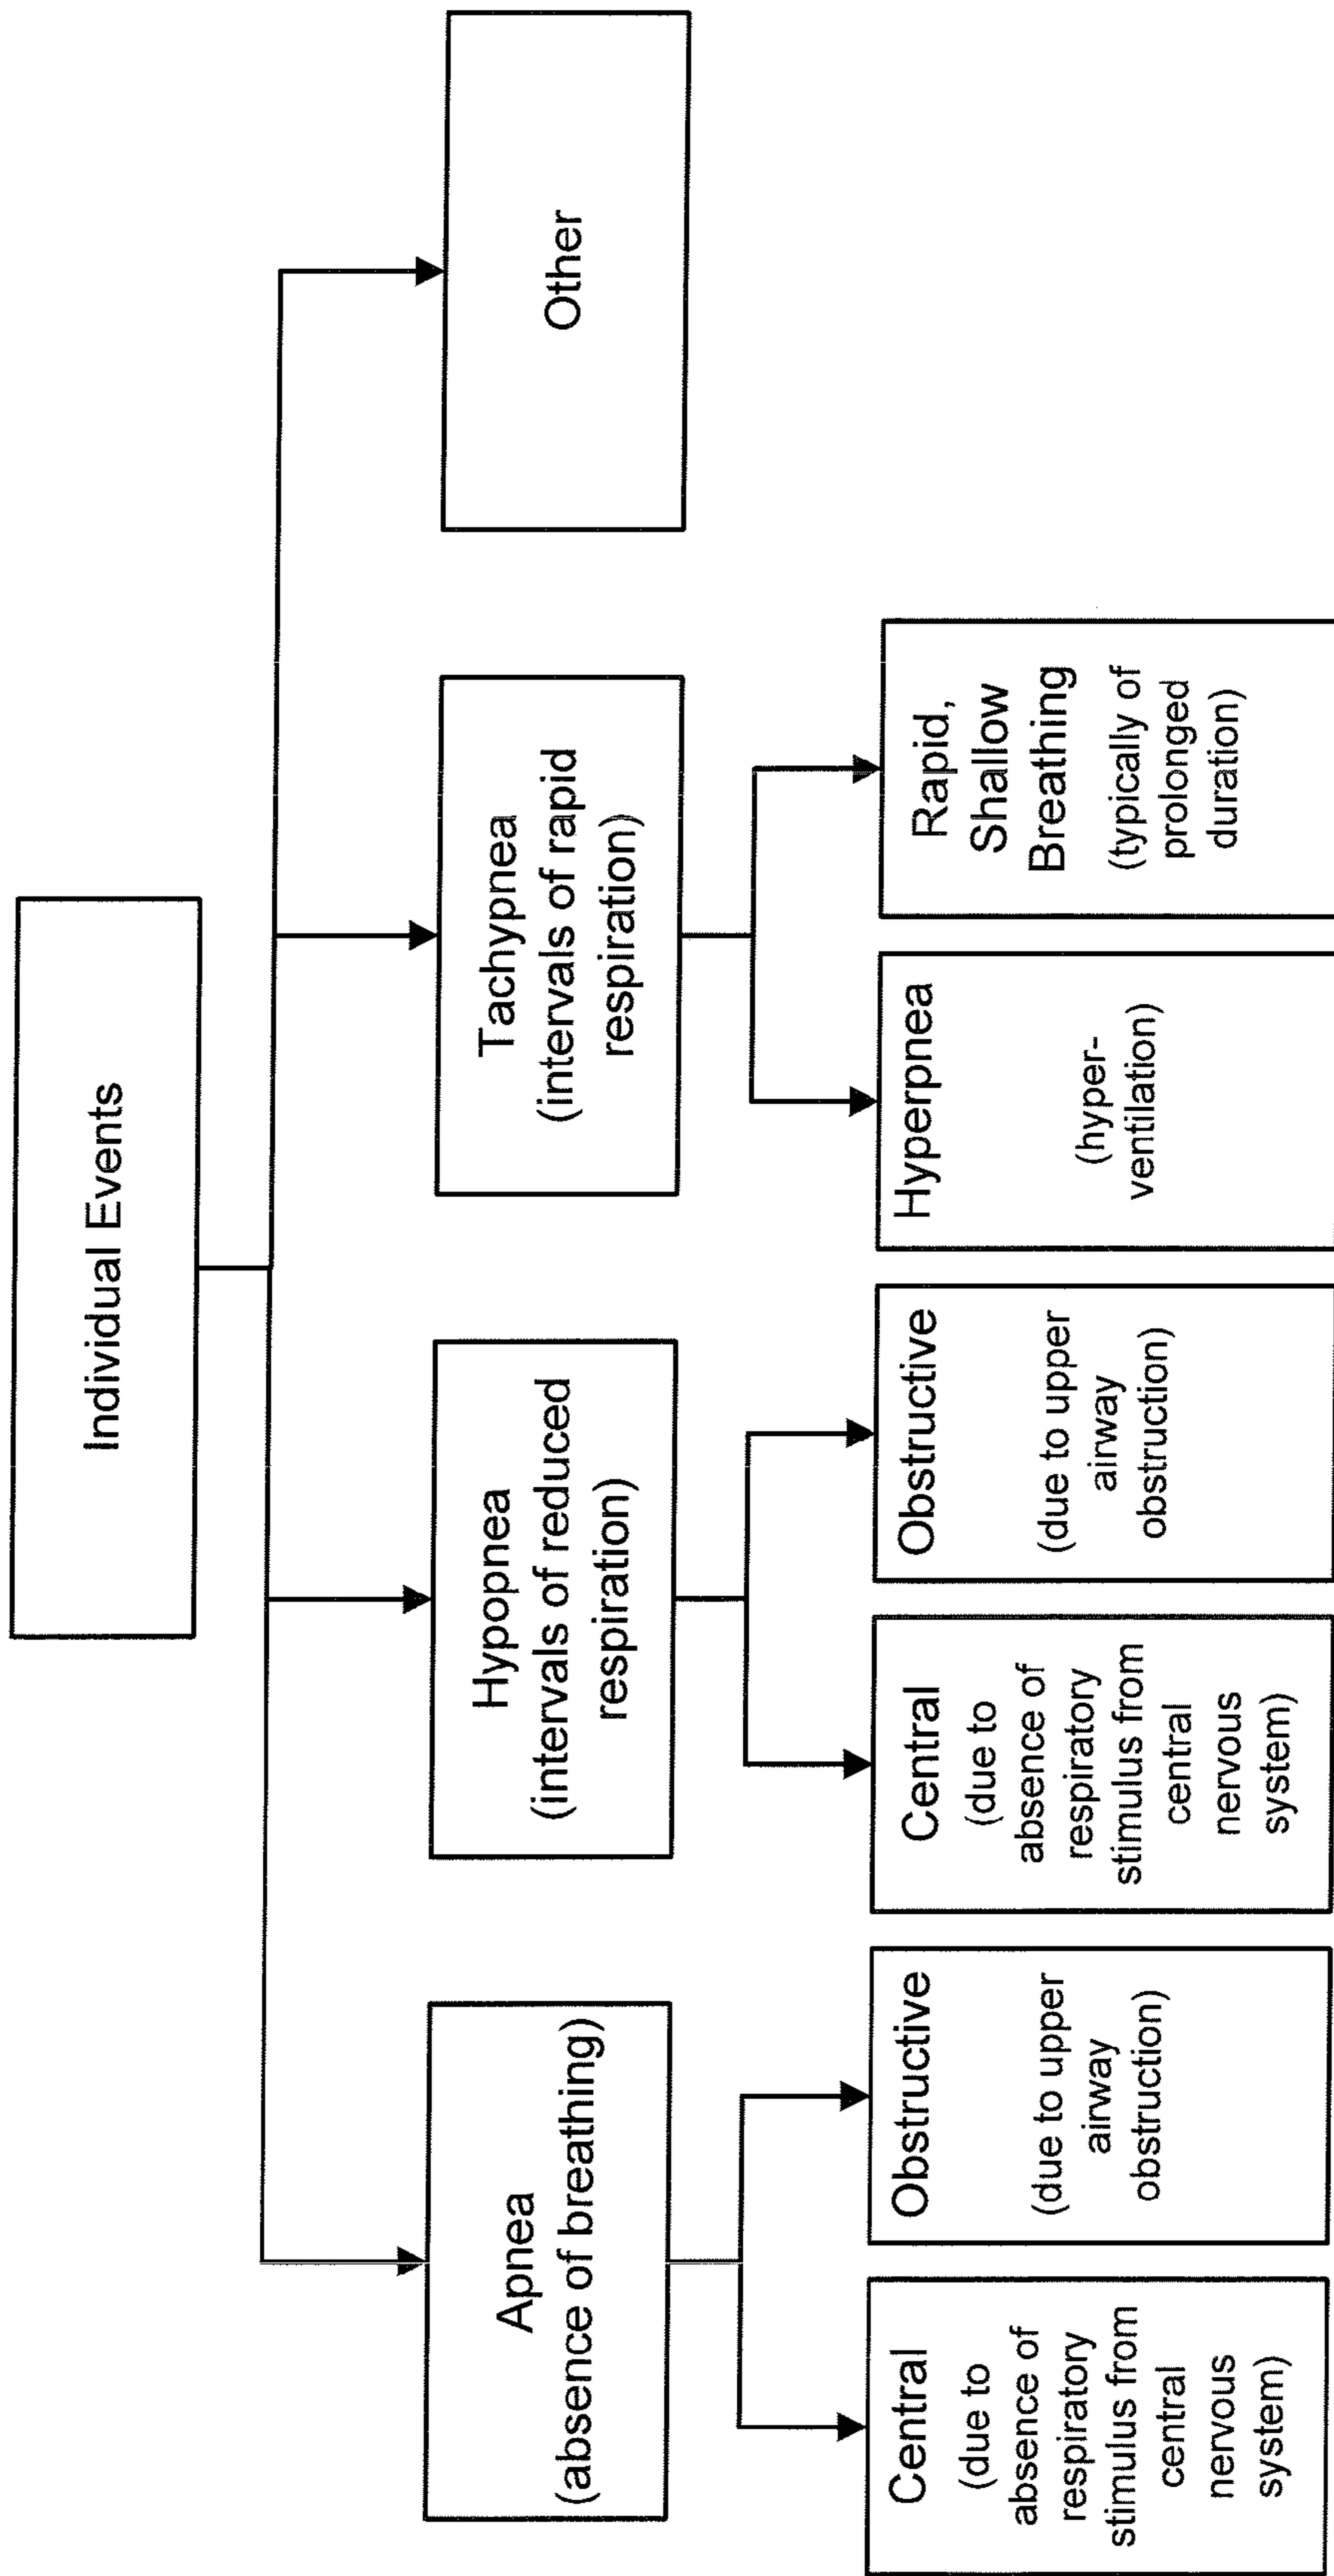 Individual Events
Apnea
(absence of breathing)
Hypopnea
(intervals of reduced
respiration)
Tachypnea
(intervals of rapid
respiration)
Other
Central
(due to
absence of
respiratory
stimulus from
central
nervous
system)
Obstructive
(due to upper
airway
obstruction)
Central
(due to
absence of
respiratory
stimulus from
central
nervous
system)
Obstructive
(due to upper
airway
obstruction)
Hyperpnea
(hyper-
ventilation)
Rapid,
Shallow
Breathing
(typically of
prolonged
duration)